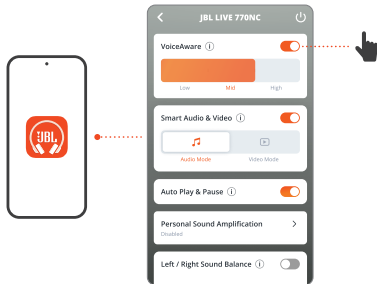 JBL LIVE 770NC
VoiceAware
Low Mid High
JBL
Smart Audio & Video
Audio Mode Video Mode
Auto Play & Pause
Personal Sound Amplification
Disabled
Left / Right Sound Balance